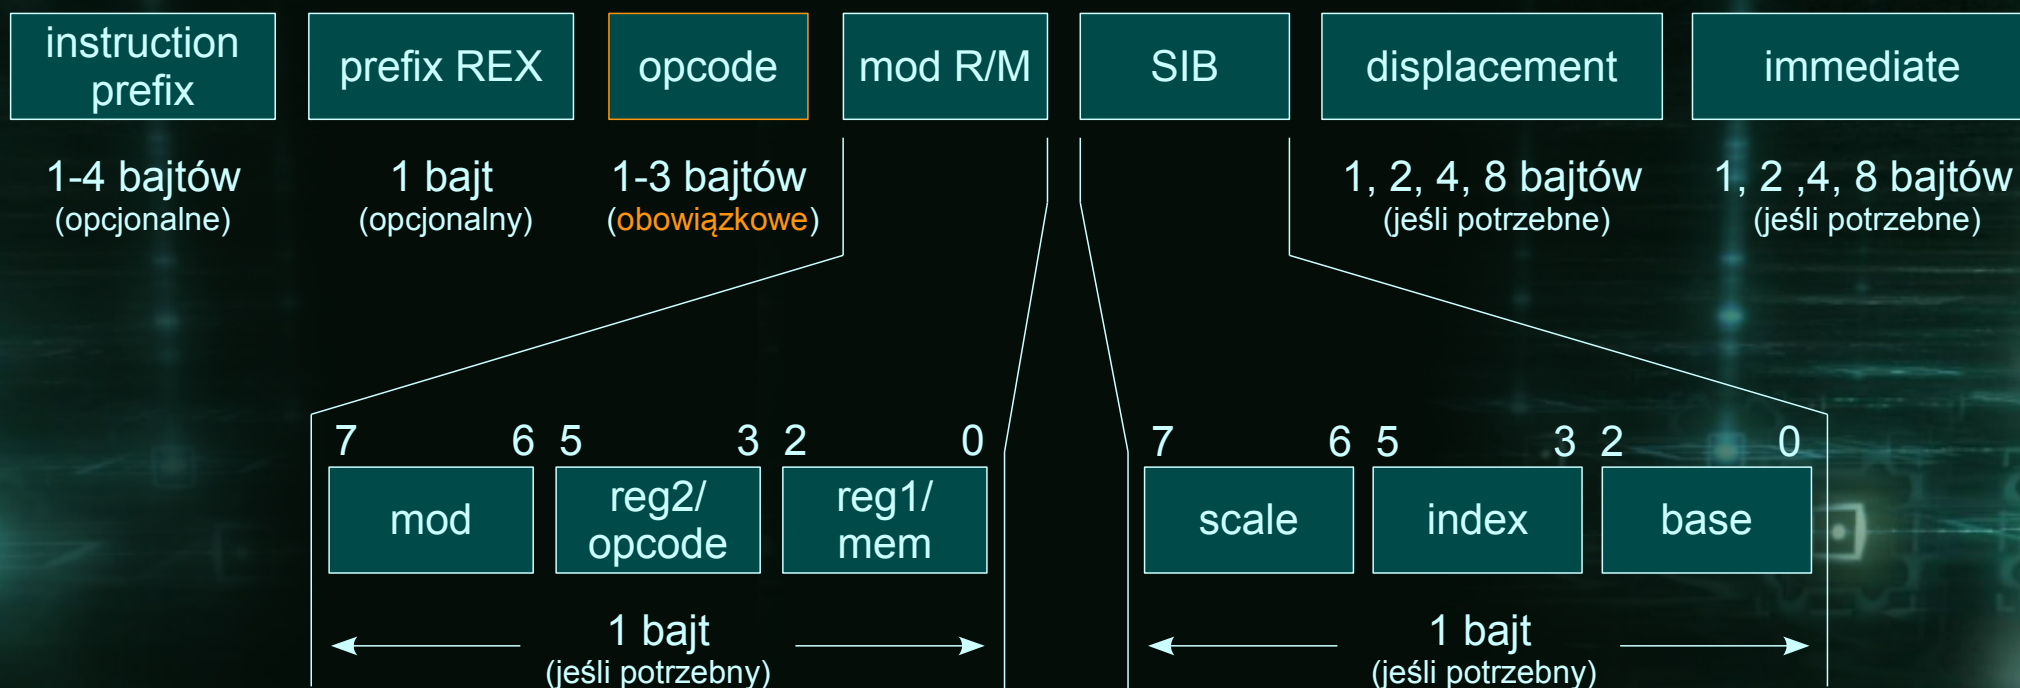 instruction
prefix
prefix REX
opcode
mod R/M
SIB
displacement
immediate
1-4 bajtów
(opcjonalne)
1 bajt
(opcjonalny)
1-3 bajtów
(obowiązkowe)
1, 2, 4, 8 bajtów
(jeśli potrzebne)
1, 2 ,4, 8 bajtów
(jeśli potrzebne)
7 6 5 3 2 0
mod
reg2/
opcode
reg1/
mem
1 bajt
(jeśli potrzebny)
7 6 5 3 2 0
scale
index
base
1 bajt
(jeśli potrzebny)